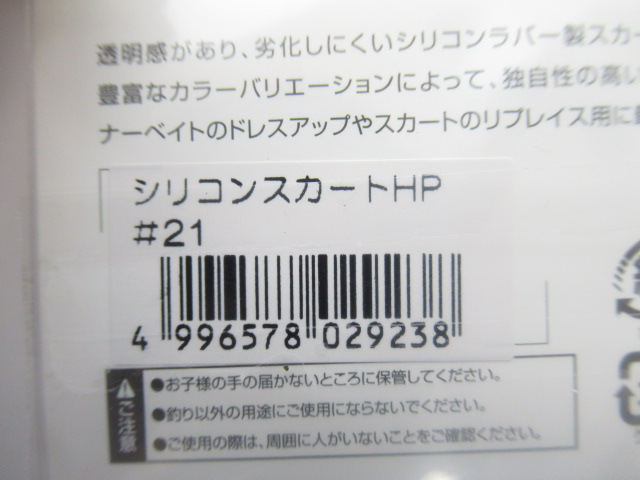 透明感があり、劣化しにくいシリコンラバー製スカー
豊富なカラーバリエーションによって、独自性の高い
ナーベイトのドレスアップやスカートのリプレイス用に
シリコンスカートHP
#21
4 996578 029238
ご注意
●お子様の手の届かないところに保管してください。
●釣り以外の用途にご使用にならないでください。
●ご使用の際は、周囲に人がいないことをご確認ください。